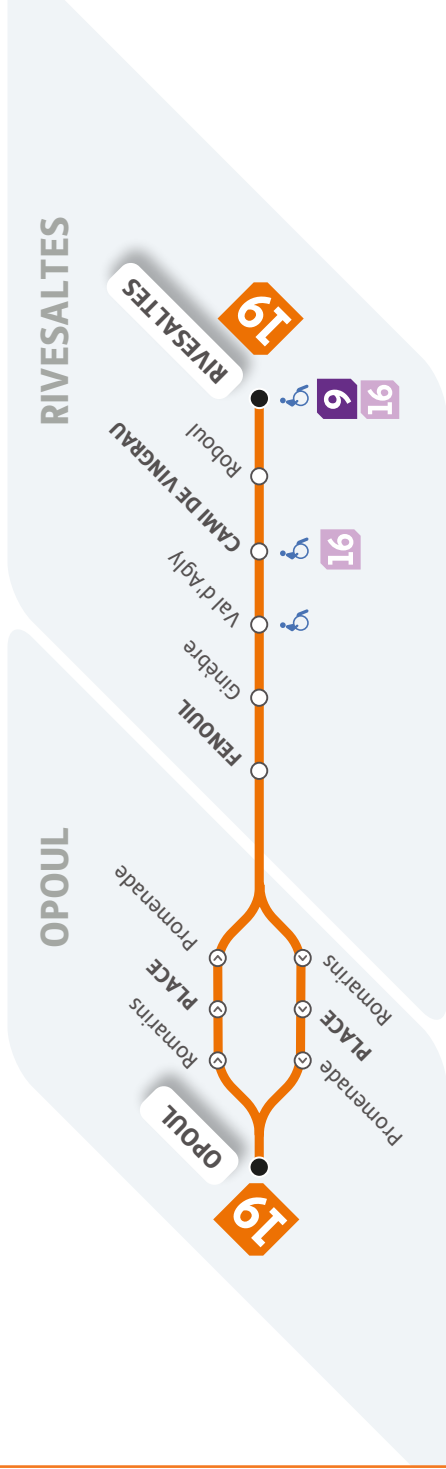 OPOUL
RIVESALTES
19
OPOUL
Romarins
PLACE
Promenade
Promenade
PLACE
Romarins
FENOUIL
Ginèbre
Val d'Agly
CAMI DE VINGRAU
16
Roboul
RIVESALTES
19
9
16